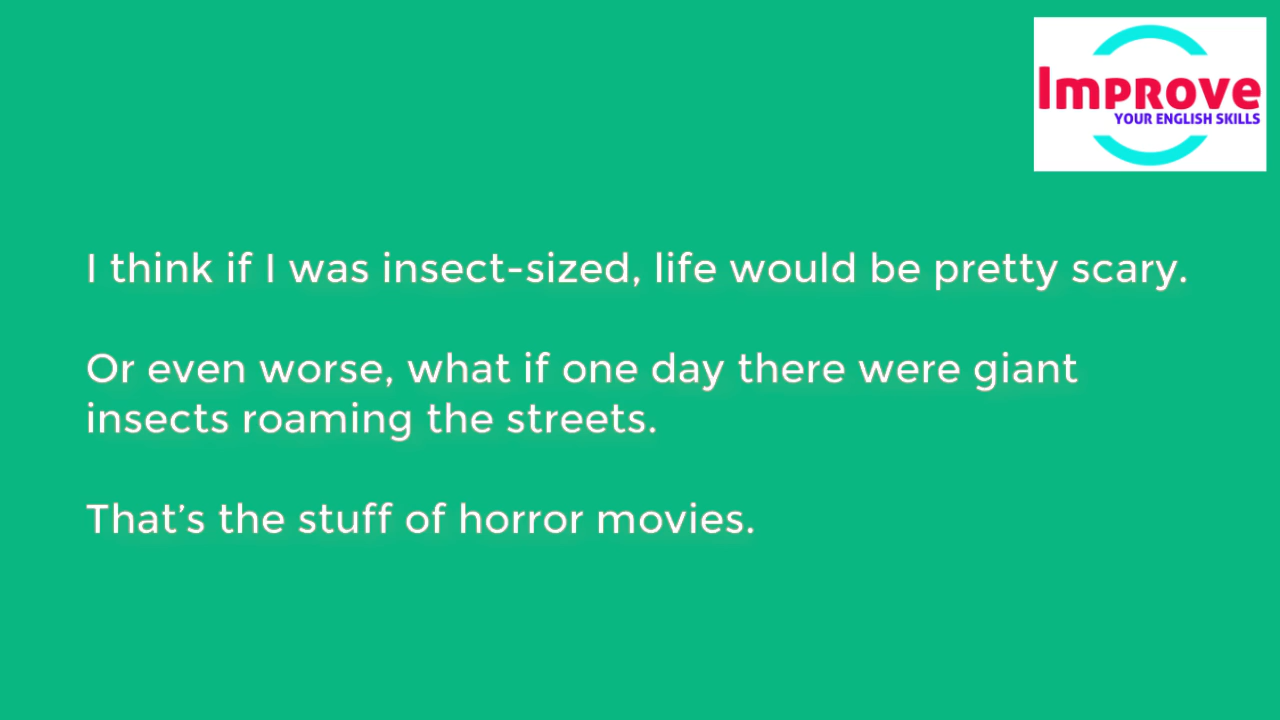 Improve
YOUR ENGLISH SKILLS
I think if I was insect-sized, life would be pretty scary.
Or even worse, what if one day there were giant
insects roaming the streets.
That's the stuff of horror movies.